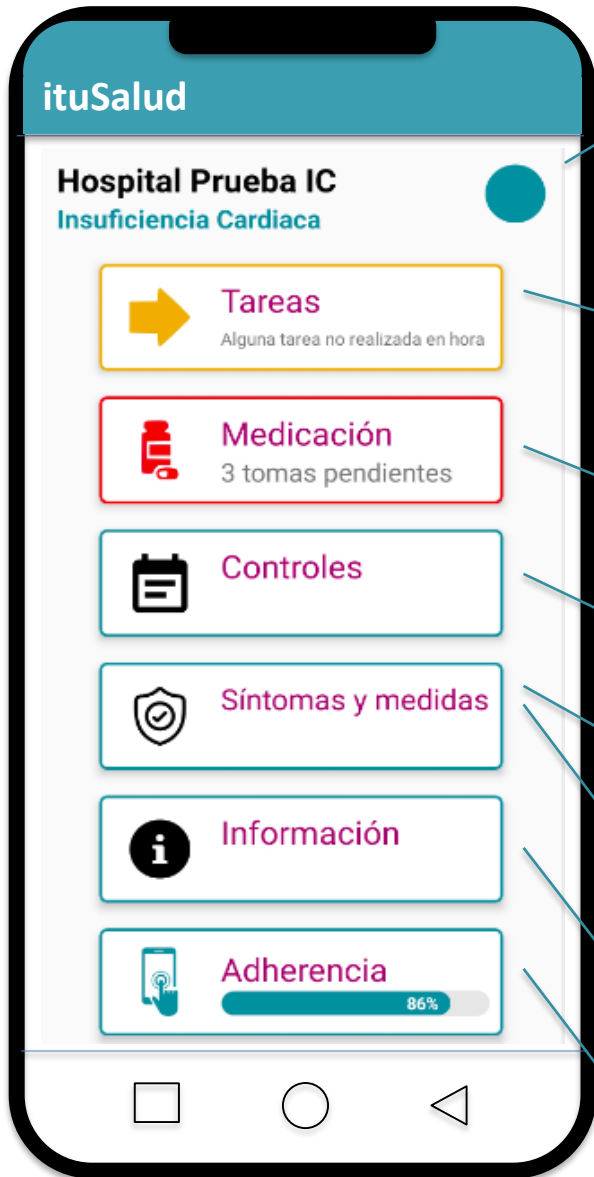 ituSalud
Hospital Prueba IC
Insuficiencia Cardiaca
Tareas
Alguna tarea no realizada en hora
Medicación
3 tomas pendientes
Controles
Síntomas y medidas
Información
Adherencia
86%